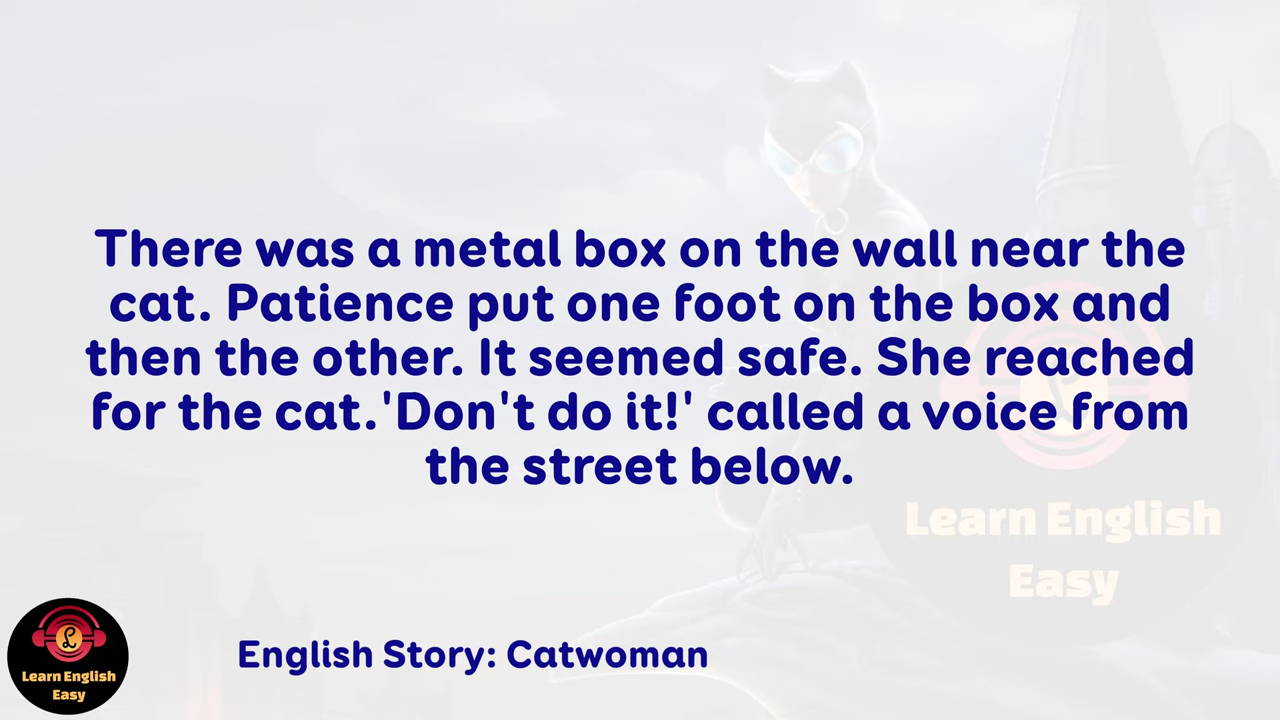 There was a metal box on the wall near the
cat. Patience put one foot on the box and
then the other. It seemed safe. She reached
for the cat.'Don't do it!' called a voice from
the street below.
Learn English
Easy
English Story: Catwoman
L
Learn English
Easy